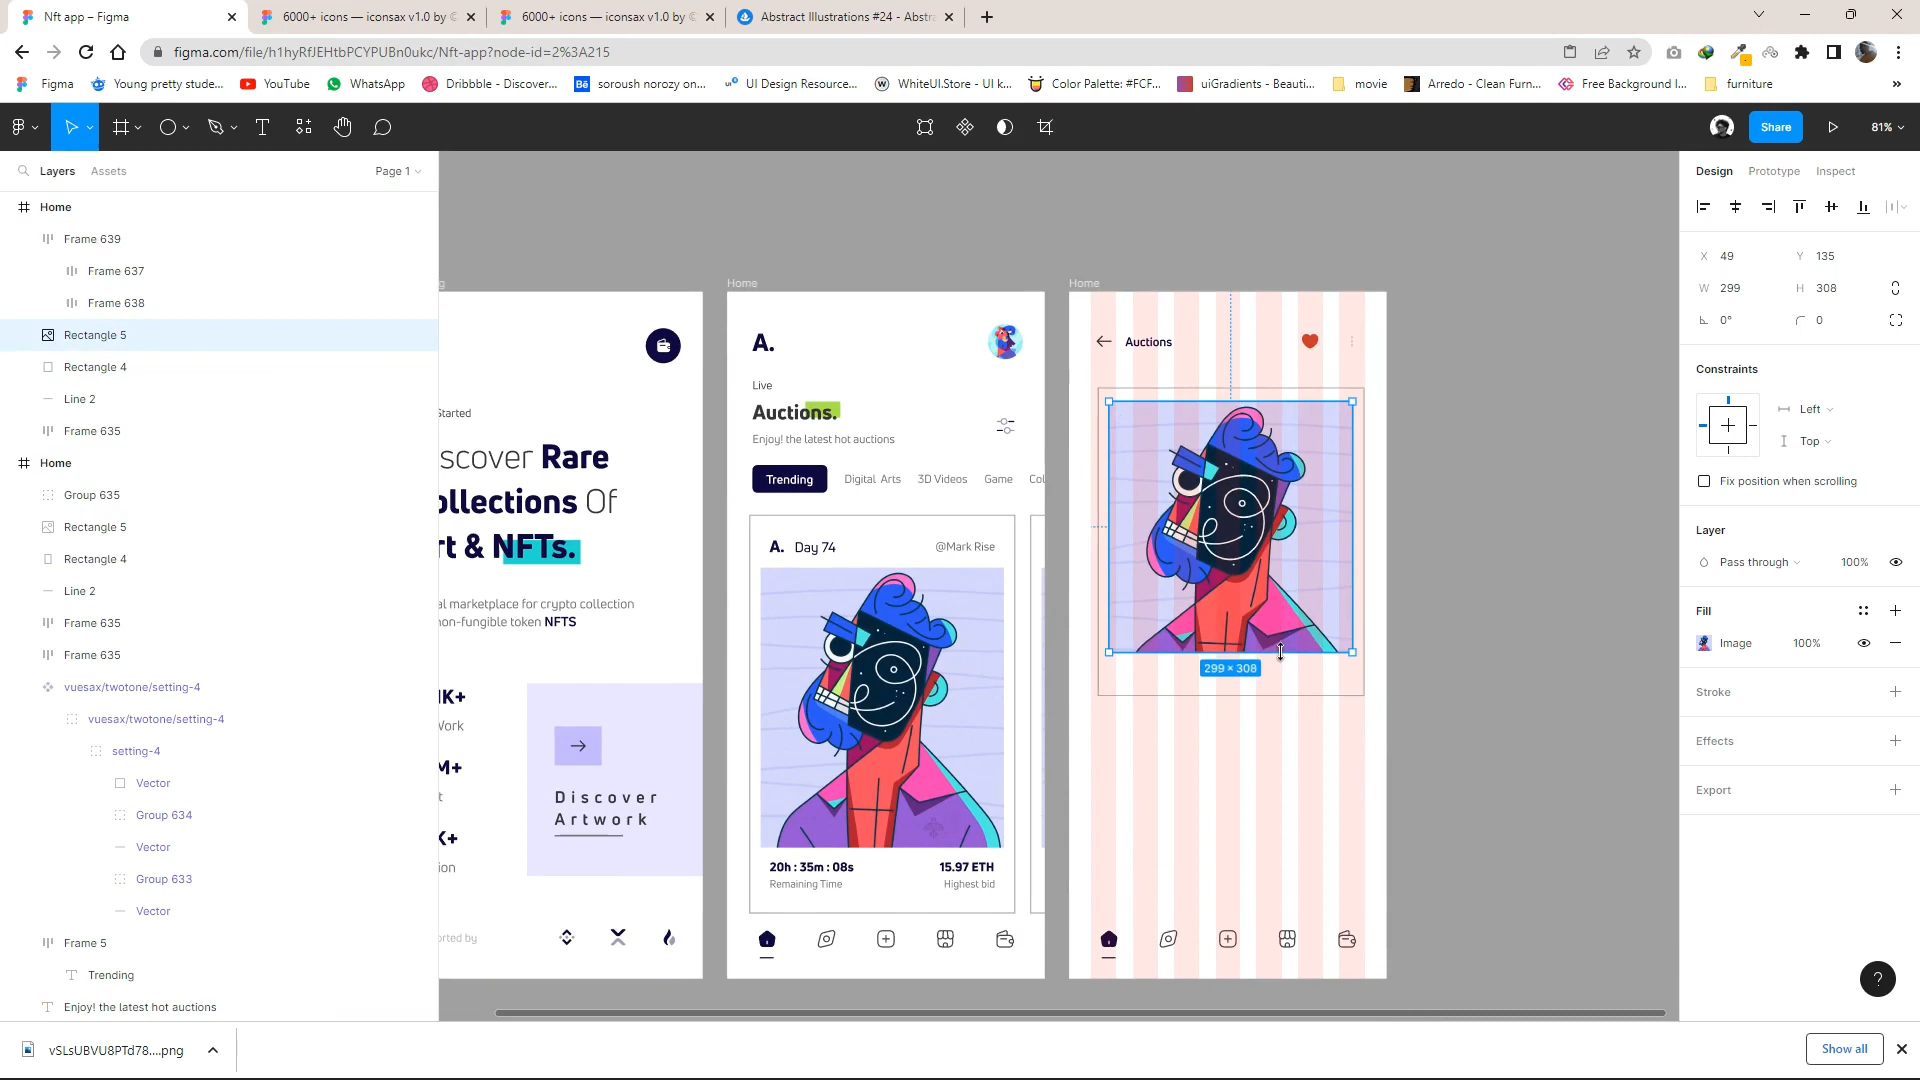 Nft app – Figma
6000+ icons — iconsax v1.0 by ©
6000+ icons — iconsax v1.0 by ©
Abstract Illustrations #24 - Abstr
figma.com/file/h1hyRfJEHtbPCYPUBn0ukc/Nft-app?node-id=2%3A215
Figma
Young pretty stude...
YouTube
WhatsApp
Dribbble - Discover...
soroush norozy on...
UI Design Resource...
WhiteUI.Store - UI k...
Color Palette: #FCF...
uiGradients - Beauti...
movie
Arredo - Clean Furn...
Free Background I...
furniture
Share
81%
Layers
Assets
Page 1
Home
Frame 639
Frame 637
Frame 638
Rectangle 5
Rectangle 4
Line 2
Frame 635
Home
Group 635
Rectangle 5
Rectangle 4
Line 2
Frame 635
Frame 635
vuesax/twotone/setting-4
vuesax/twotone/setting-4
setting-4
Vector
Group 634
Vector
Group 633
Vector
Frame 5
Trending
Enjoy! the latest hot auctions
g
Started
scover Rare
ollections Of
rt & NFTs.
al marketplace for crypto collection
non-fungible token NFTS
K+
Work
M+
t
K+
ion
Discover
Artwork
orted by
Home
A.
Live
Auctions.
Enjoy! the latest hot auctions
Trending
Digital Arts
3D Videos
Game
Col
A. Day 74
@Mark Rise
20h : 35m : 08s
15.97 ETH
Remaining Time
Highest bid
Home
Auctions
299 × 308
Design
Prototype
Inspect
X 49
Y 135
W 299
H 308
0°
0
Constraints
Left
Top
Fix position when scrolling
Layer
Pass through
100%
Fill
Image
100%
Stroke
Effects
Export
?
vSLsUBVU8PTd78....png
Show all